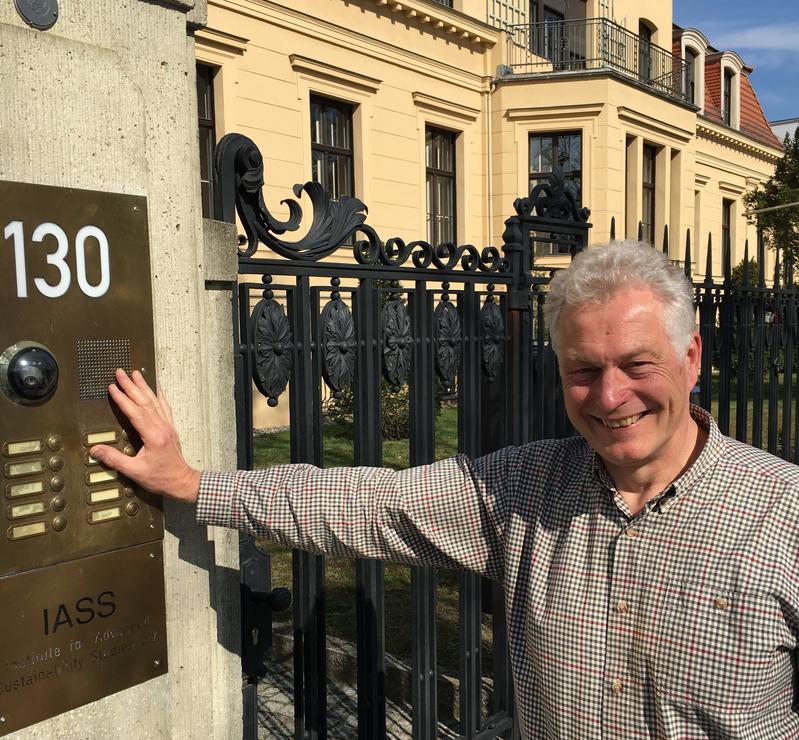 130
IASS
Institute for Advanced
Sustainability Studies e.V.